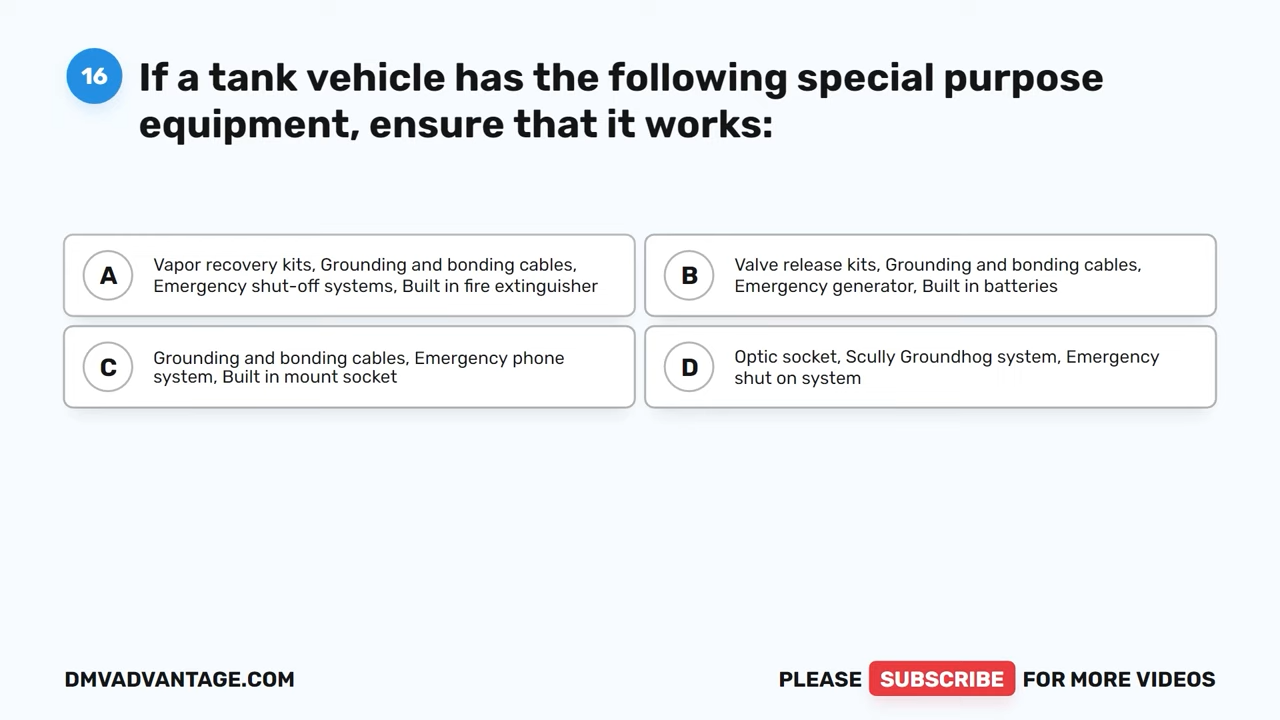 16
If a tank vehicle has the following special purpose
equipment, ensure that it works:
A
Vapor recovery kits, Grounding and bonding cables,
Emergency shut-off systems, Built in fire extinguisher
B
Valve release kits, Grounding and bonding cables,
Emergency generator, Built in batteries
C
Grounding and bonding cables, Emergency phone
system, Built in mount socket
D
Optic socket, Scully Groundhog system, Emergency
shut on system
DMVADVANTAGE.COM
PLEASE SUBSCRIBE FOR MORE VIDEOS